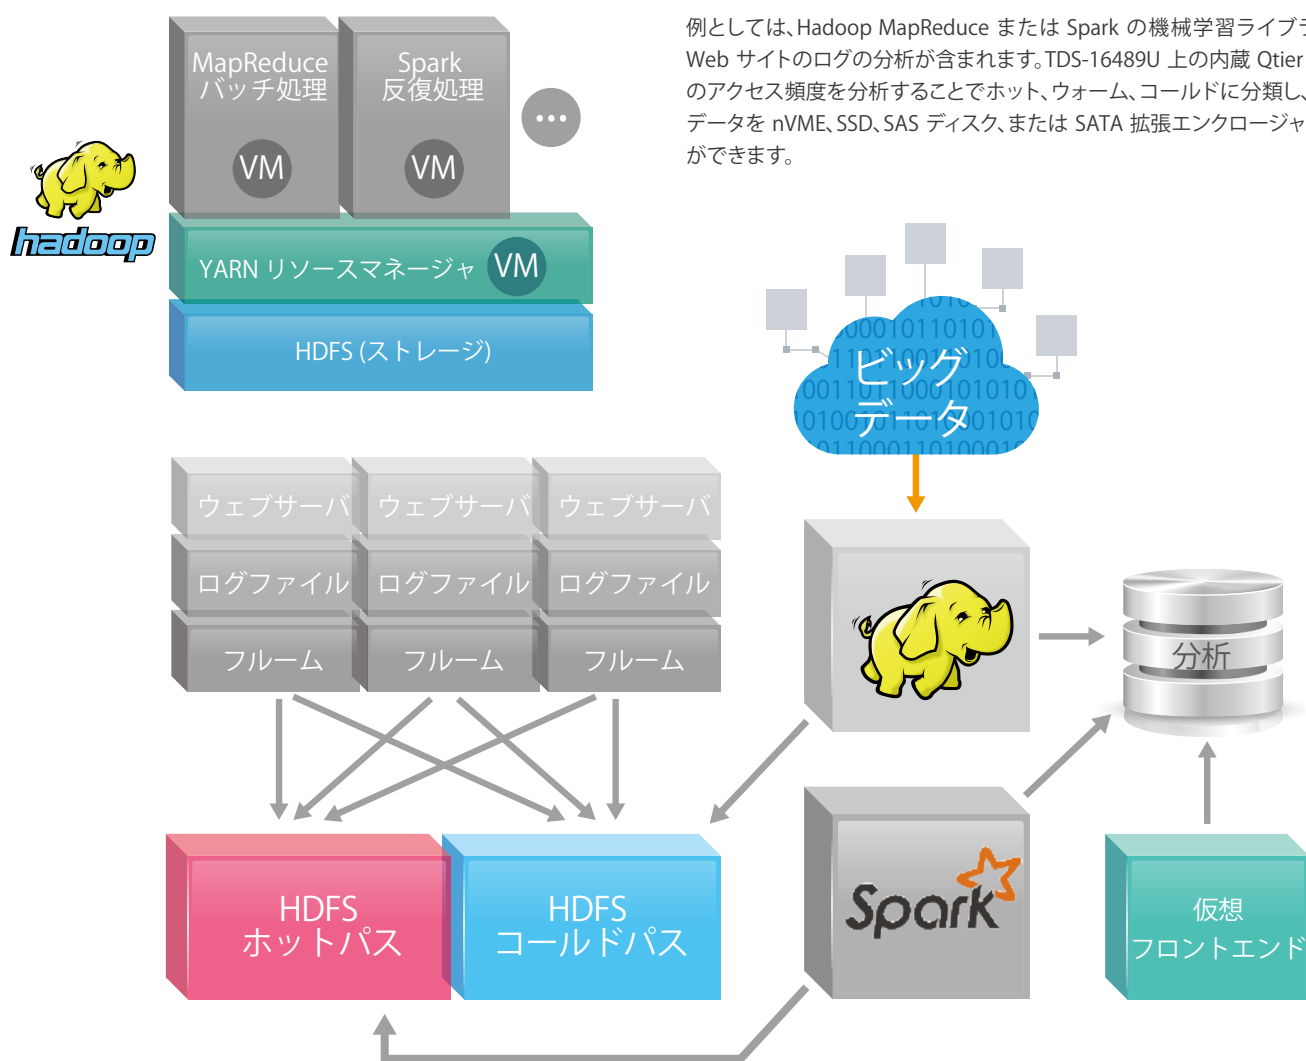 例としては、Hadoop MapReduce または Spark の機械学習ライブラ
Web サイトのログの分析が含まれます。TDS-16489U 上の内蔵 Qtier
のアクセス頻度を分析することでホット、ウォーム、コールドに分類し、
データを nVME、SSD、SAS ディスク、または SATA 拡張エンクロージャ
ができます。
MapReduce
バッチ処理
VM
Spark
反復処理
VM
hadoop
YARN リソースマネージャ VM
HDFS (ストレージ)
ビッグ
データ
ウェブサーバ ウェブサーバ ウェブサーバ
ログファイル ログファイル ログファイル
フルーム フルーム フルーム
分析
HDFS
ホットパス
HDFS
コールドパス
Spark
仮想
フロントエンド